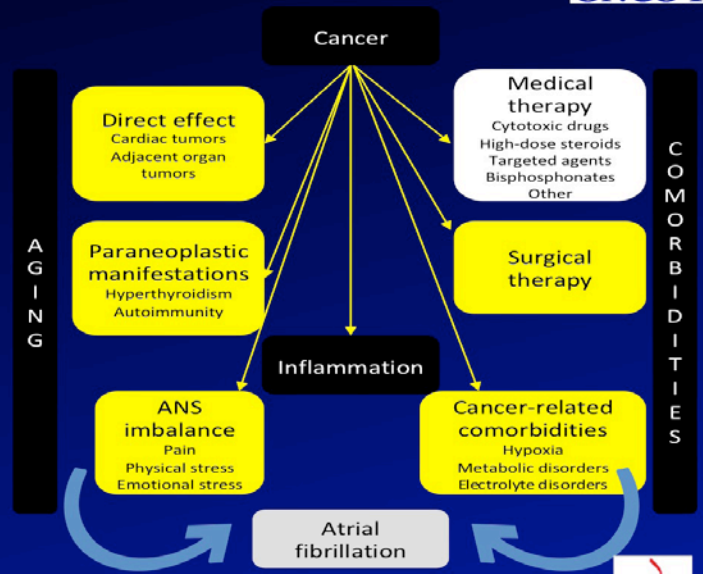 Cancer
Direct effect
Cardiac tumors
Adjacent organ
tumors
Medical
therapy
Cytotoxic drugs
High-dose steroids
Targeted agents
Bisphosphonates
Other
AGING
COMORBIDITIES
Paraneoplastic
manifestations
Hyperthyroidism
Autoimmunity
Surgical
therapy
Inflammation
ANS
imbalance
Pain
Physical stress
Emotional stress
Cancer-related
comorbidities
Hypoxia
Metabolic disorders
Electrolyte disorders
Atrial
fibrillation